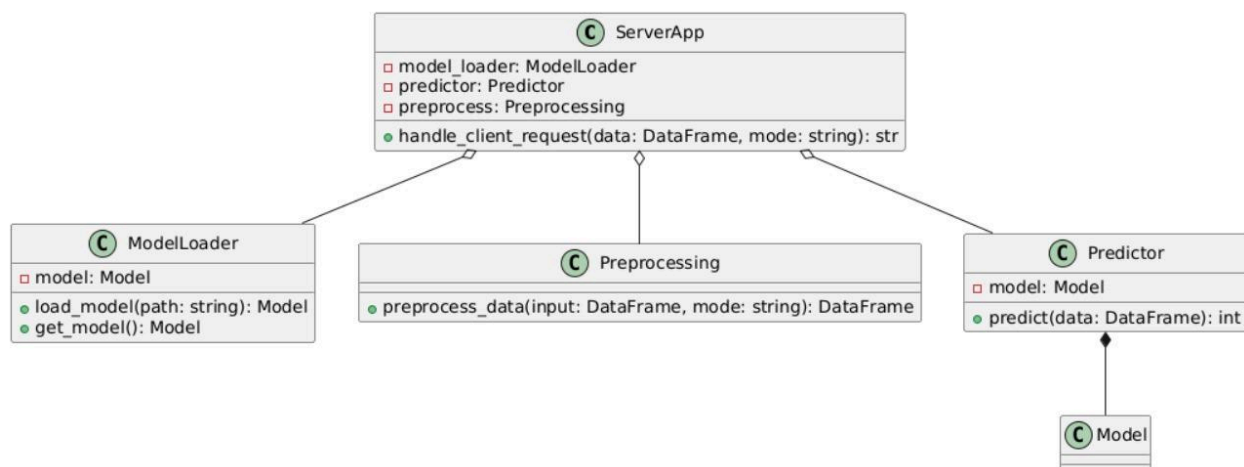 C ServerApp
model_loader: ModelLoader
predictor: Predictor
preprocess: Preprocessing
handle_client_request(data: DataFrame, mode: string): str
C ModelLoader
model: Model
load_model(path: string): Model
get_model(): Model
C Preprocessing
preprocess_data(input: DataFrame, mode: string): DataFrame
C Predictor
model: Model
predict(data: DataFrame): int
C Model